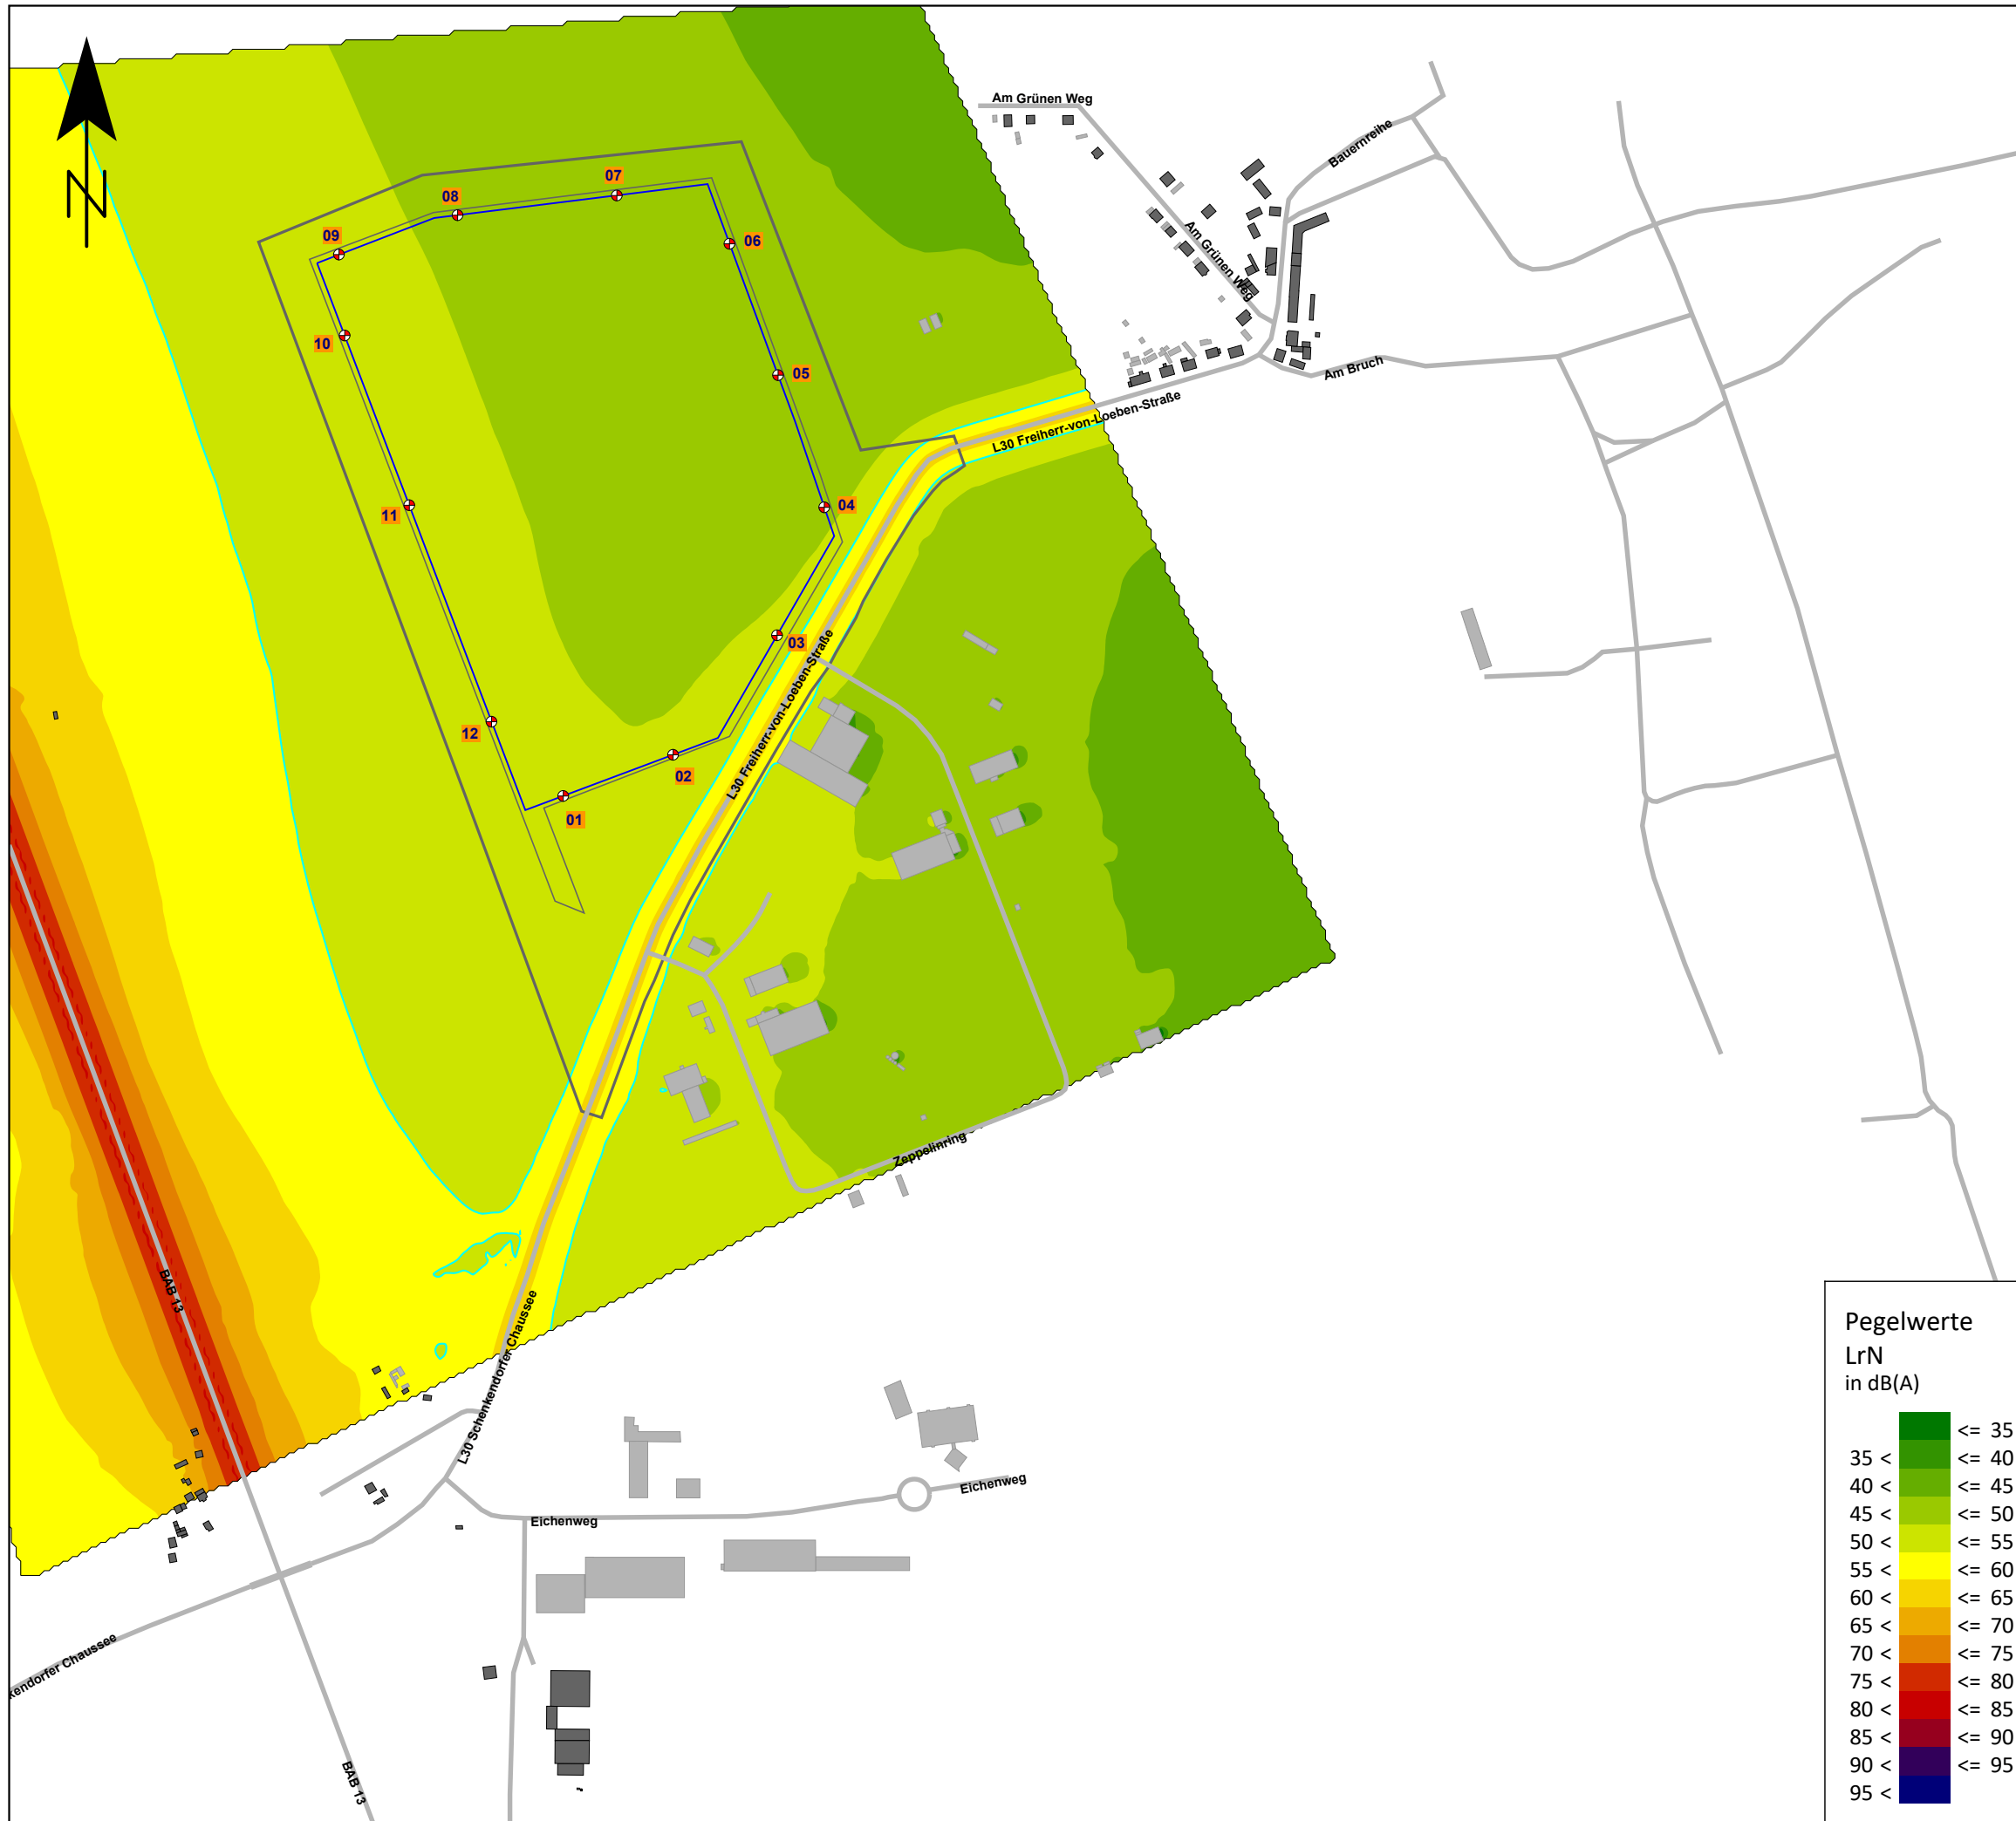 Am Grünen Weg
Bauernreihe
07
08
09
06
Am Grünen Weg
10
05
Am Bruch
L30 Freiherr-von-Loeben-Straße
11
04
03
L30 Freiherr-von-Loeben-Straße
12
02
01
Zeppelinring
BAB 13
L30 Schenkendorfer Chaussee
Eichenweg
Eichenweg
kendorfer Chaussee
BAB 13
Pegelwerte
LrN
in dB(A)
<= 35
35 < <= 40
40 < <= 45
45 < <= 50
50 < <= 55
55 < <= 60
60 < <= 65
65 < <= 70
70 < <= 75
75 < <= 80
80 < <= 85
85 < <= 90
90 < <= 95
95 <